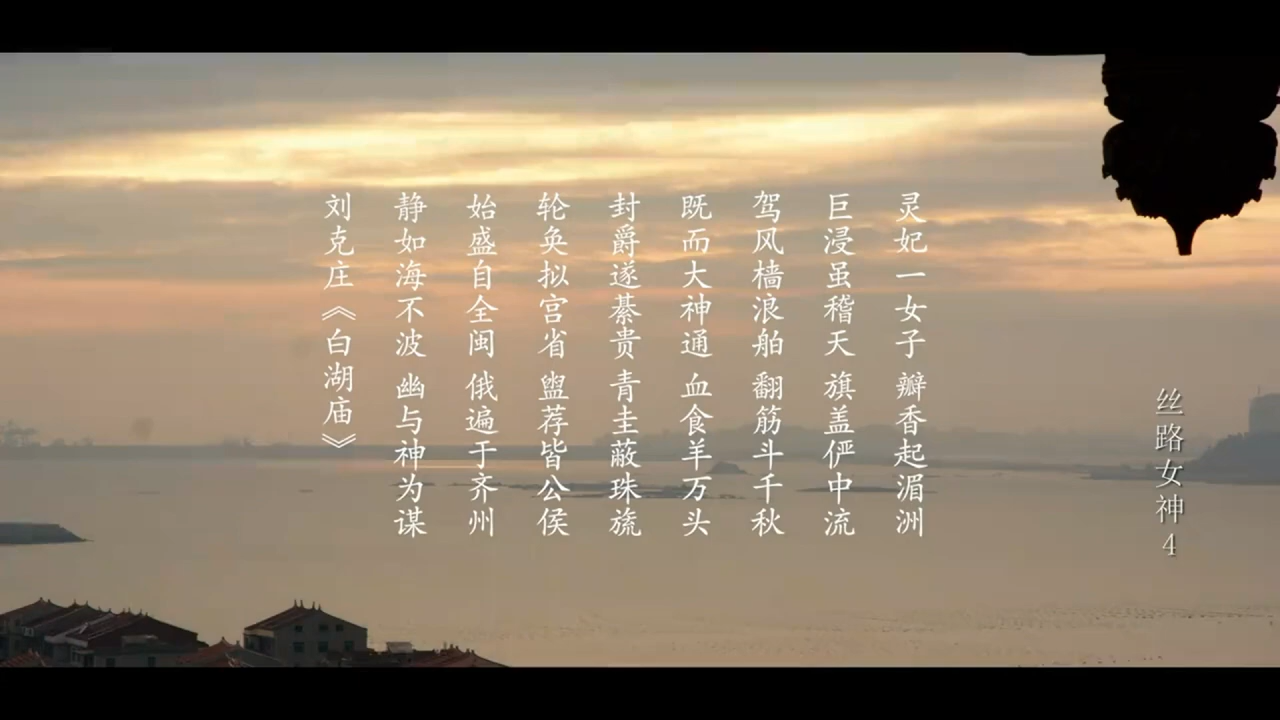 灵妃一女子 瓣香起湄洲
巨浸虽稽天 旗盖俨中流
驾风樯浪舶 翻筋斗千秋
既而大神通 血食羊万头
封爵遂綦贵 青圭蔽珠旒
轮奂拟宫省 盥荐皆公侯
始盛自全闽 俄遍于齐州
静如海不波 幽与神为谋
刘克庄《白湖庙》
丝路女神4